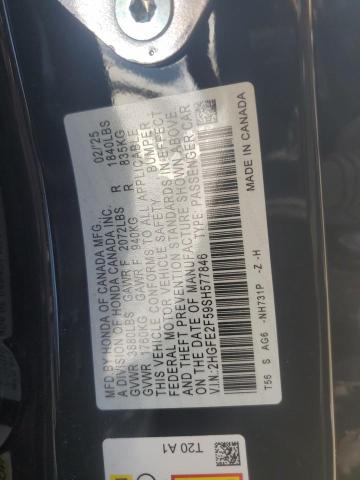 MFD BY HONDA OF CANADA MFG. 02/'25
A DIVISION OF HONDA CANADA INC.
GVWR 3880LBS GAWR F 2072LBS R 1840LBS
GVWR 1760KG GAWR F 940KG R 835KG
THIS VEHICLE CONFORMS TO ALL APPLICABLE
FEDERAL MOTOR VEHICLE SAFETY, BUMPER
AND THEFT PREVENTION STANDARDS IN EFFECT
ON THE DATE OF MANUFACTURE SHOWN ABOVE.
V.I.N.:2HGFE2F59SH577846 TYPE PASSENGER CAR
T56 S AG6 -NH731P -Z -H MADE IN CANADA
T20 A1